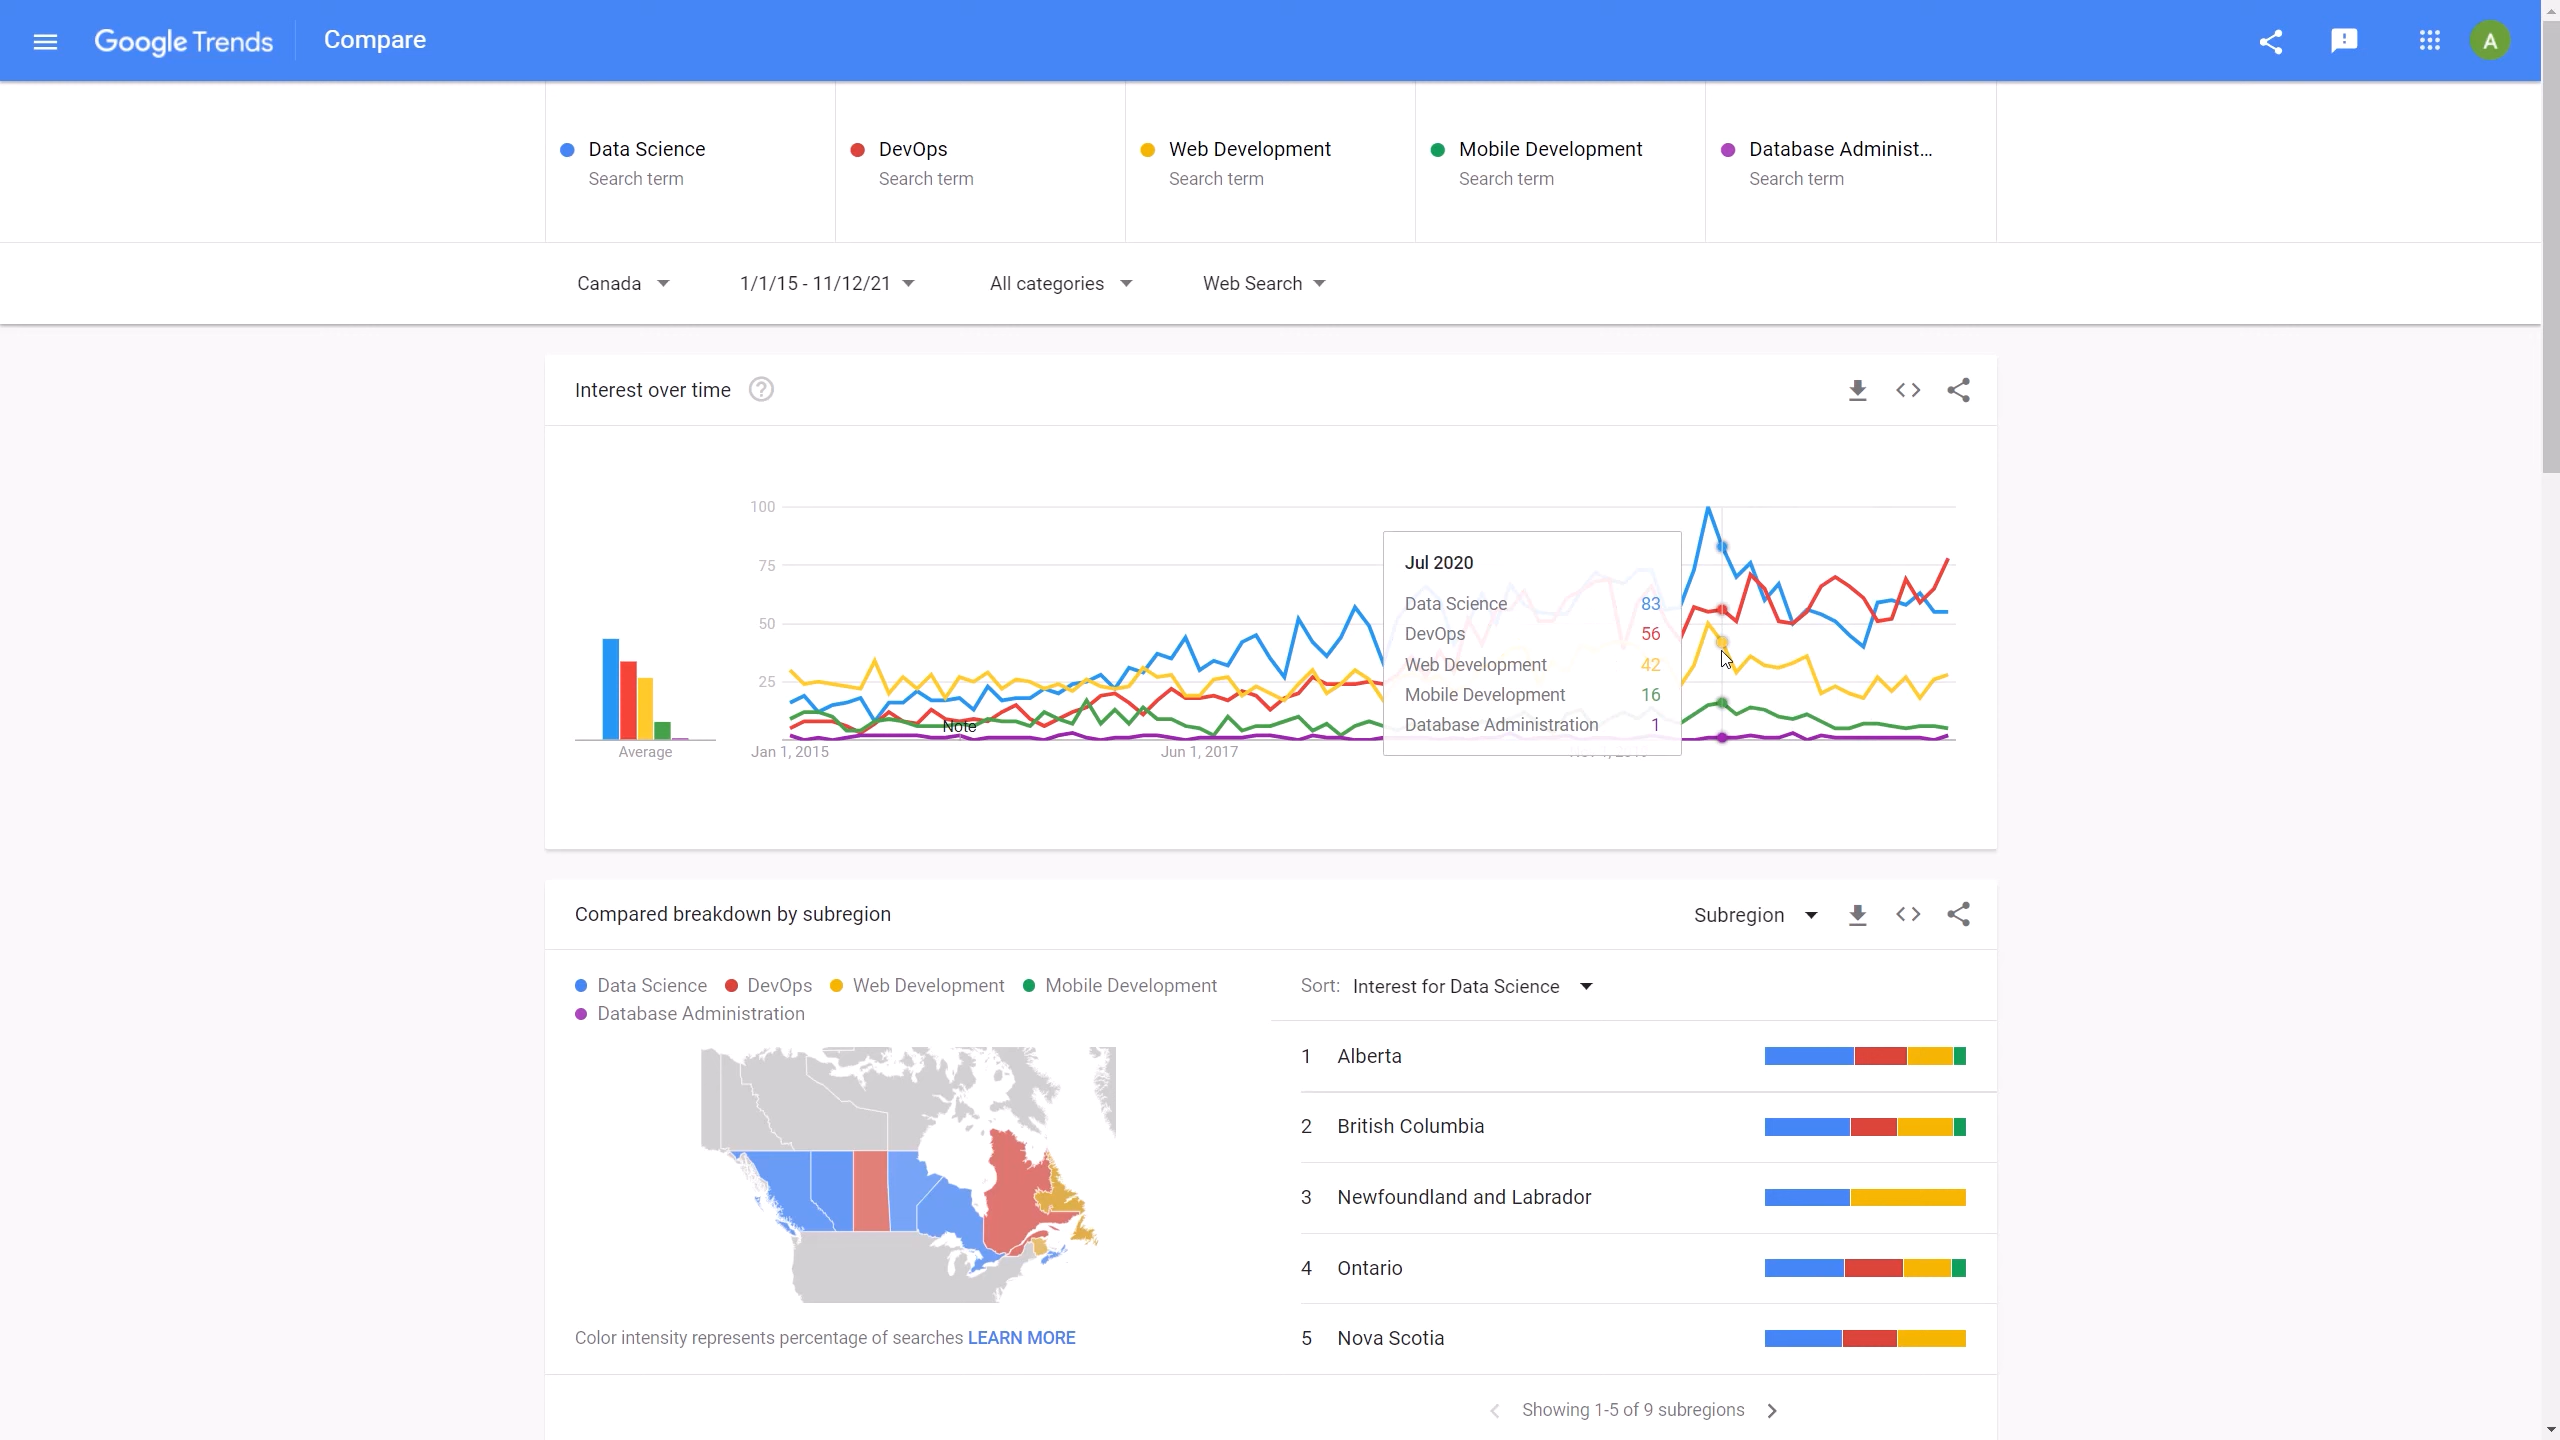 Google Trends
Compare
A
Data Science
Search term
DevOps
Search term
Web Development
Search term
Mobile Development
Search term
Database Administ...
Search term
Canada
1/1/15 - 11/12/21
All categories
Web Search
Interest over time
100
75
50
25
Average
Note
Jan 1, 2015
Jun 1, 2017
Jul 2020
Data Science 83
DevOps 56
Web Development 42
Mobile Development 16
Database Administration 1
Compared breakdown by subregion
Subregion
Data Science
DevOps
Web Development
Mobile Development
Database Administration
Sort: Interest for Data Science
1 Alberta
2 British Columbia
3 Newfoundland and Labrador
4 Ontario
5 Nova Scotia
Color intensity represents percentage of searches LEARN MORE
Showing 1-5 of 9 subregions